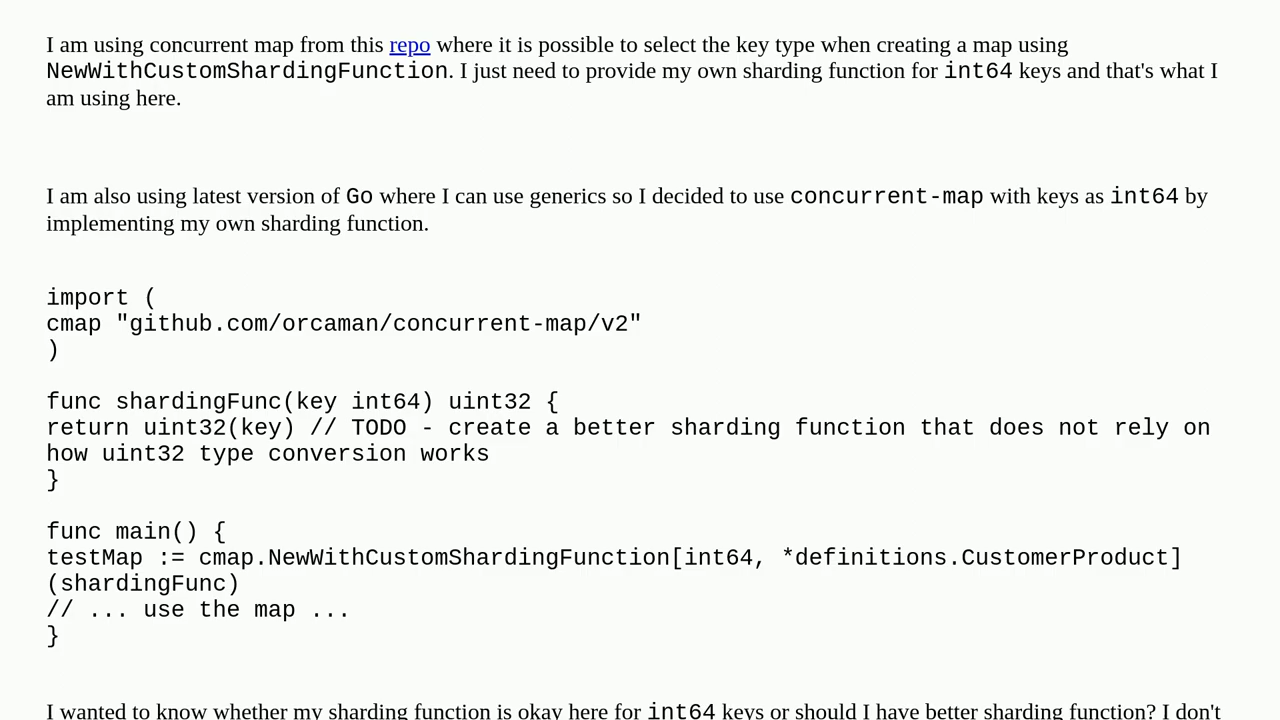 I am using concurrent map from this repo where it is possible to select the key type when creating a map using
NewWithCustomShardingFunction. I just need to provide my own sharding function for int64 keys and that's what I
am using here.
I am also using latest version of Go where I can use generics so I decided to use concurrent-map with keys as int64 by
implementing my own sharding function.
import (
cmap "github.com/orcaman/concurrent-map/v2"
)
func shardingFunc(key int64) uint32 {
return uint32(key) // TODO - create a better sharding function that does not rely on
how uint32 type conversion works
}
func main() {
testMap := cmap.NewWithCustomShardingFunction[int64, *definitions.CustomerProduct]
(shardingFunc)
// ... use the map ...
}
I wanted to know whether my sharding function is okay here for int64 keys or should I have better sharding function? I don't